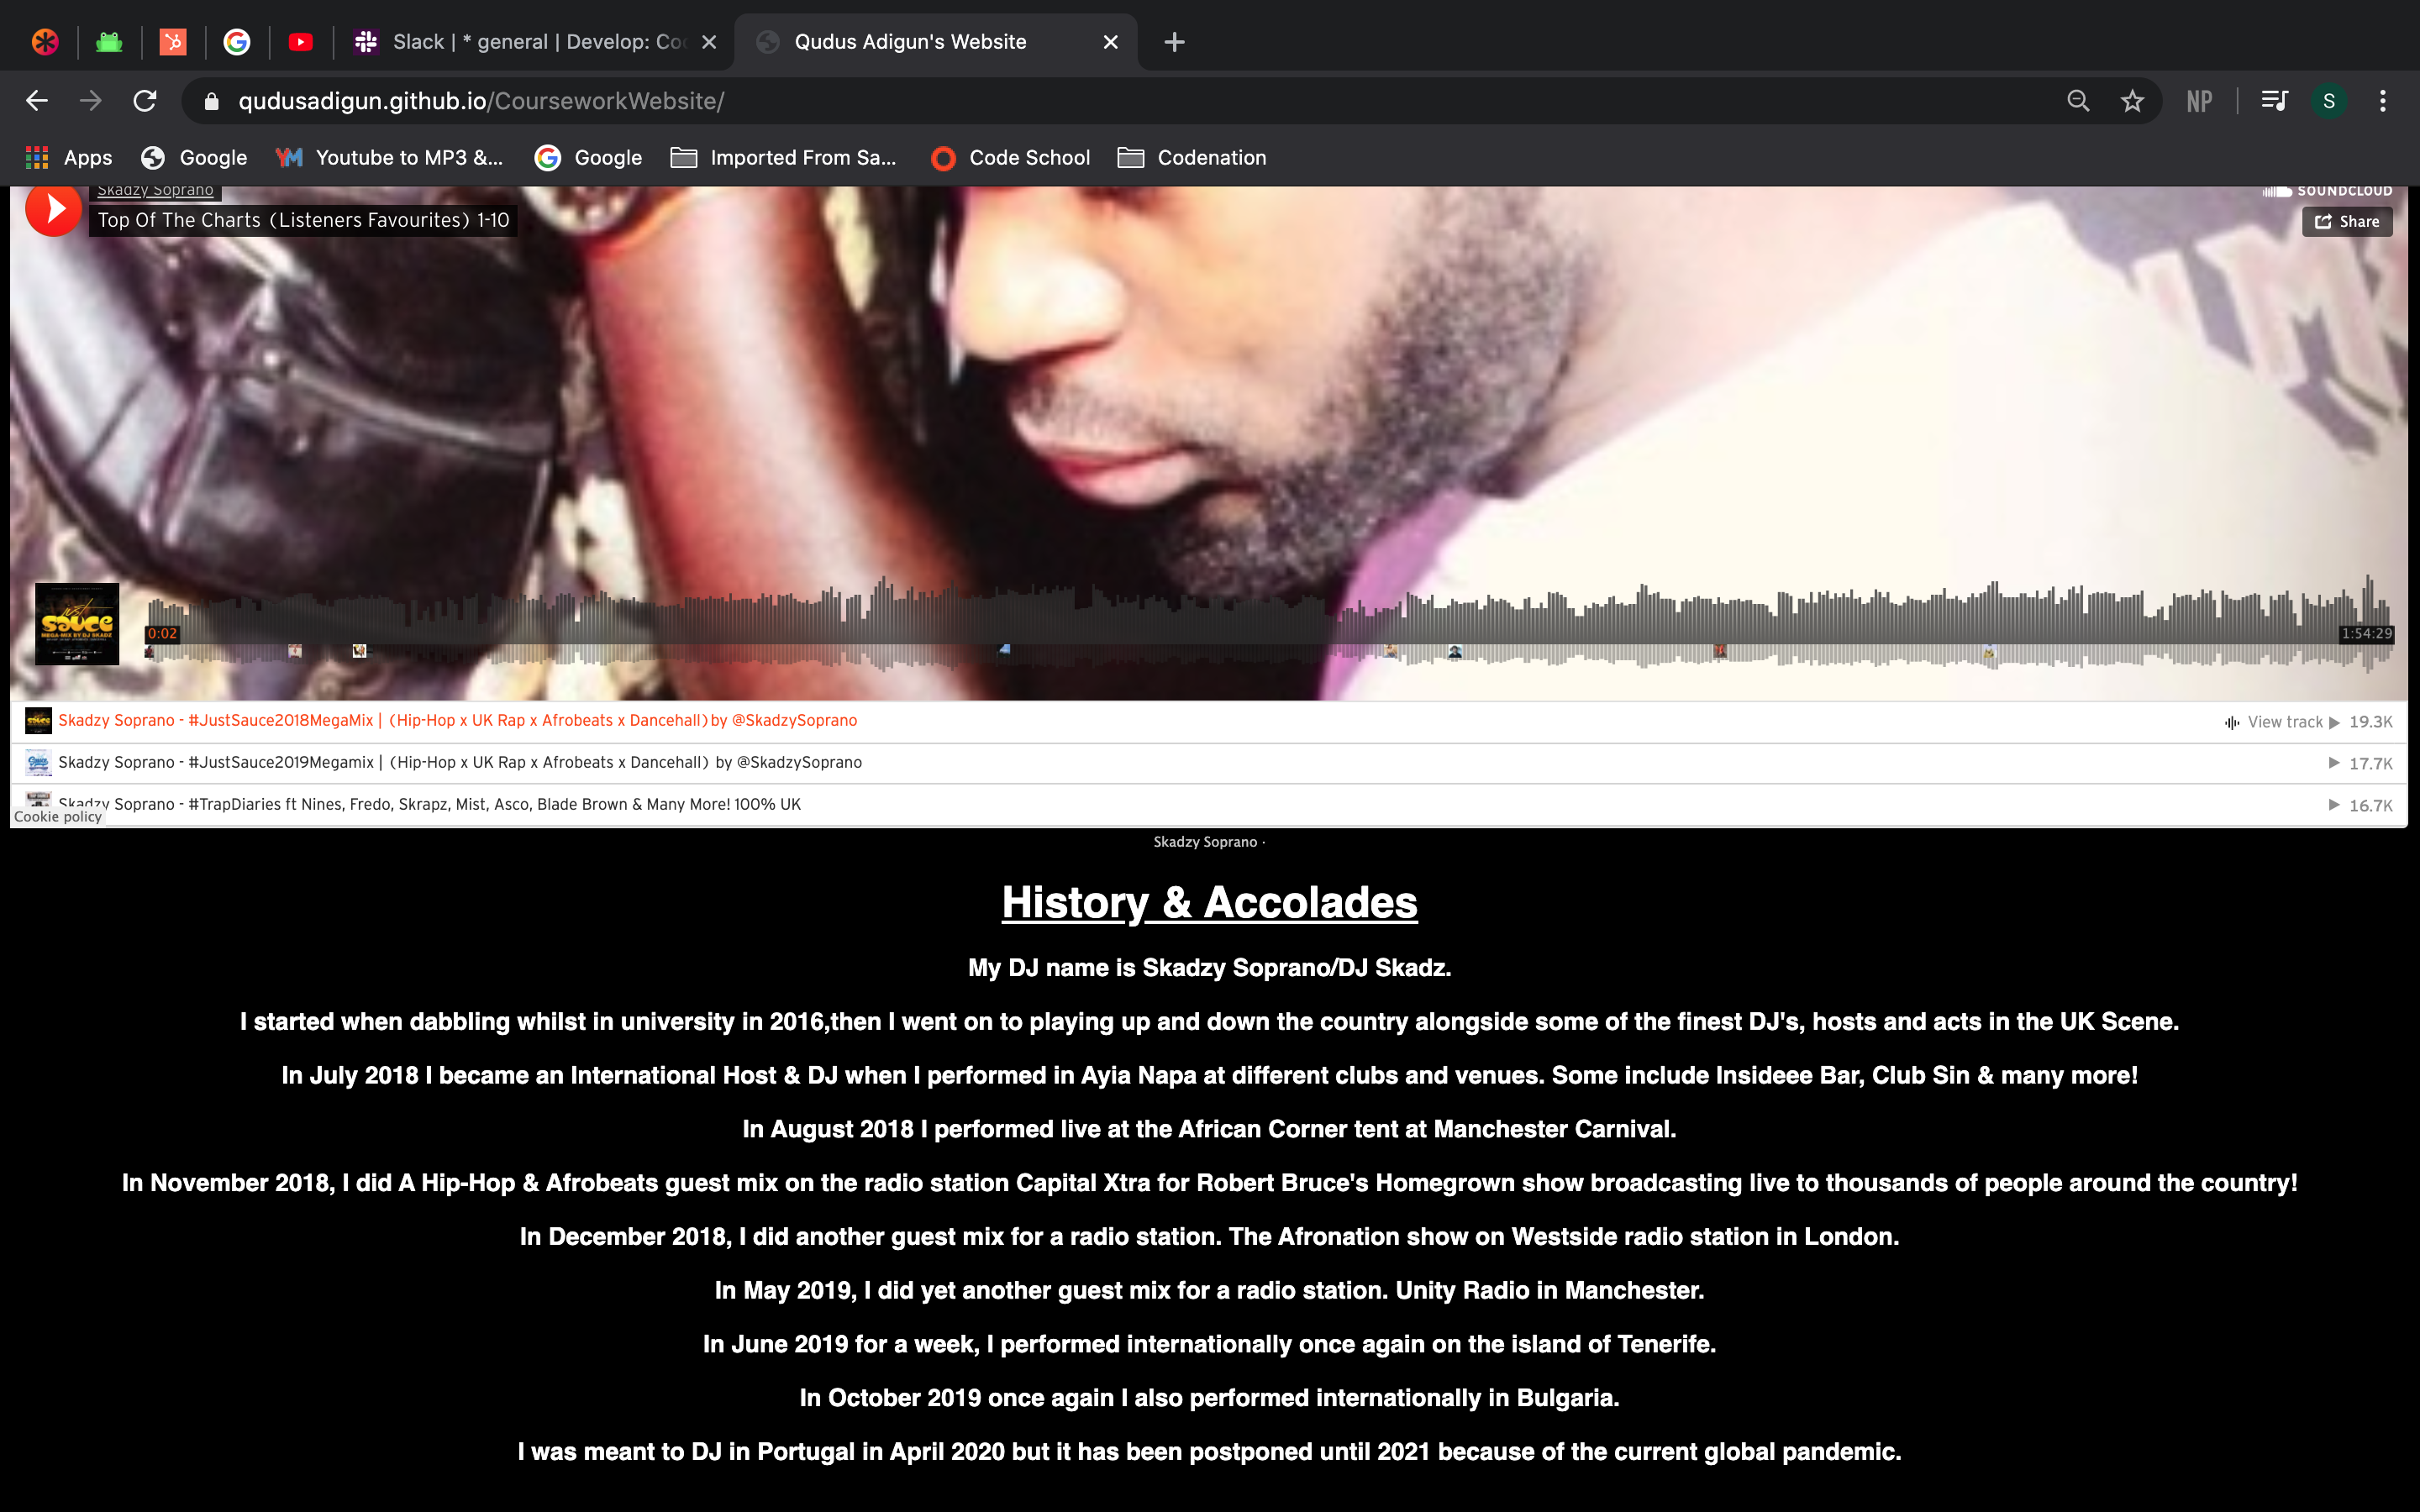 Slack | * general | Develop: Coc
Qudus Adigun's Website
qudusadigun.github.io/CourseworkWebsite/
NP
S
Apps
Google
Youtube to MP3 &...
Google
Imported From Sa...
Code School
Codenation
Skadzy Soprano
SOUNDCLOUD
Top Of The Charts (Listeners Favourites) 1-10
Share
SAUCE
0:02
1:54:29
Skadzy Soprano - #JustSauce2018MegaMix | (Hip-Hop x UK Rap x Afrobeats x Dancehall)by @SkadzySoprano
View track 19.3K
Skadzy Soprano - #JustSauce2019Megamix | (Hip-Hop x UK Rap x Afrobeats x Dancehall) by @SkadzySoprano
17.7K
Skadzy Soprano - #TrapDiaries ft Nines, Fredo, Skrapz, Mist, Asco, Blade Brown & Many More! 100% UK
16.7K
Cookie policy
Skadzy Soprano ·
History & Accolades
My DJ name is Skadzy Soprano/DJ Skadz.
I started when dabbling whilst in university in 2016,then I went on to playing up and down the country alongside some of the finest DJ's, hosts and acts in the UK Scene.
In July 2018 I became an International Host & DJ when I performed in Ayia Napa at different clubs and venues. Some include Insideee Bar, Club Sin & many more!
In August 2018 I performed live at the African Corner tent at Manchester Carnival.
In November 2018, I did A Hip-Hop & Afrobeats guest mix on the radio station Capital Xtra for Robert Bruce's Homegrown show broadcasting live to thousands of people around the country!
In December 2018, I did another guest mix for a radio station. The Afronation show on Westside radio station in London.
In May 2019, I did yet another guest mix for a radio station. Unity Radio in Manchester.
In June 2019 for a week, I performed internationally once again on the island of Tenerife.
In October 2019 once again I also performed internationally in Bulgaria.
I was meant to DJ in Portugal in April 2020 but it has been postponed until 2021 because of the current global pandemic.